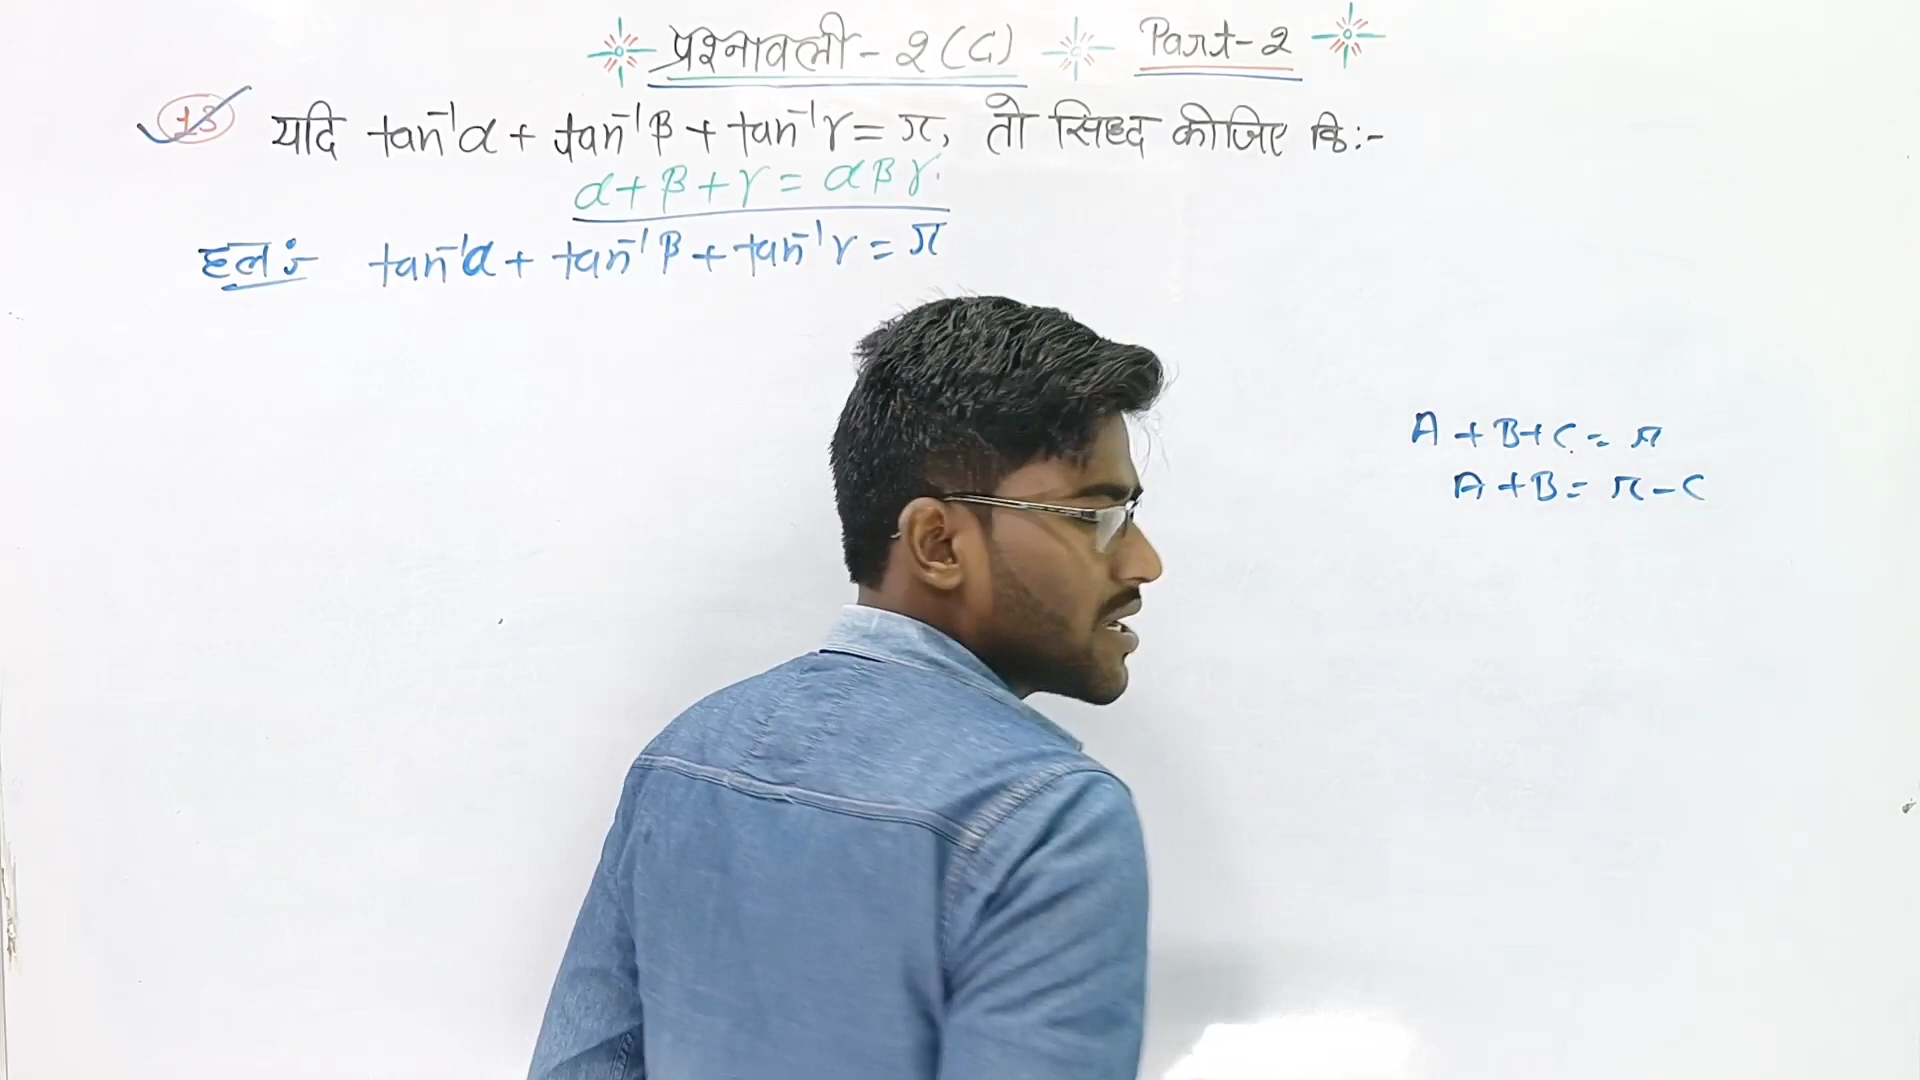 प्रश्नावली - 2 (C) Part-2
13 यदि tan⁻¹α + tan⁻¹β + tan⁻¹γ = π, तो सिध्द कीजिए कि:-
α + β + γ = αβγ.
हल:- tan⁻¹α + tan⁻¹β + tan⁻¹γ = π
A + B + C = π
A + B = π - C